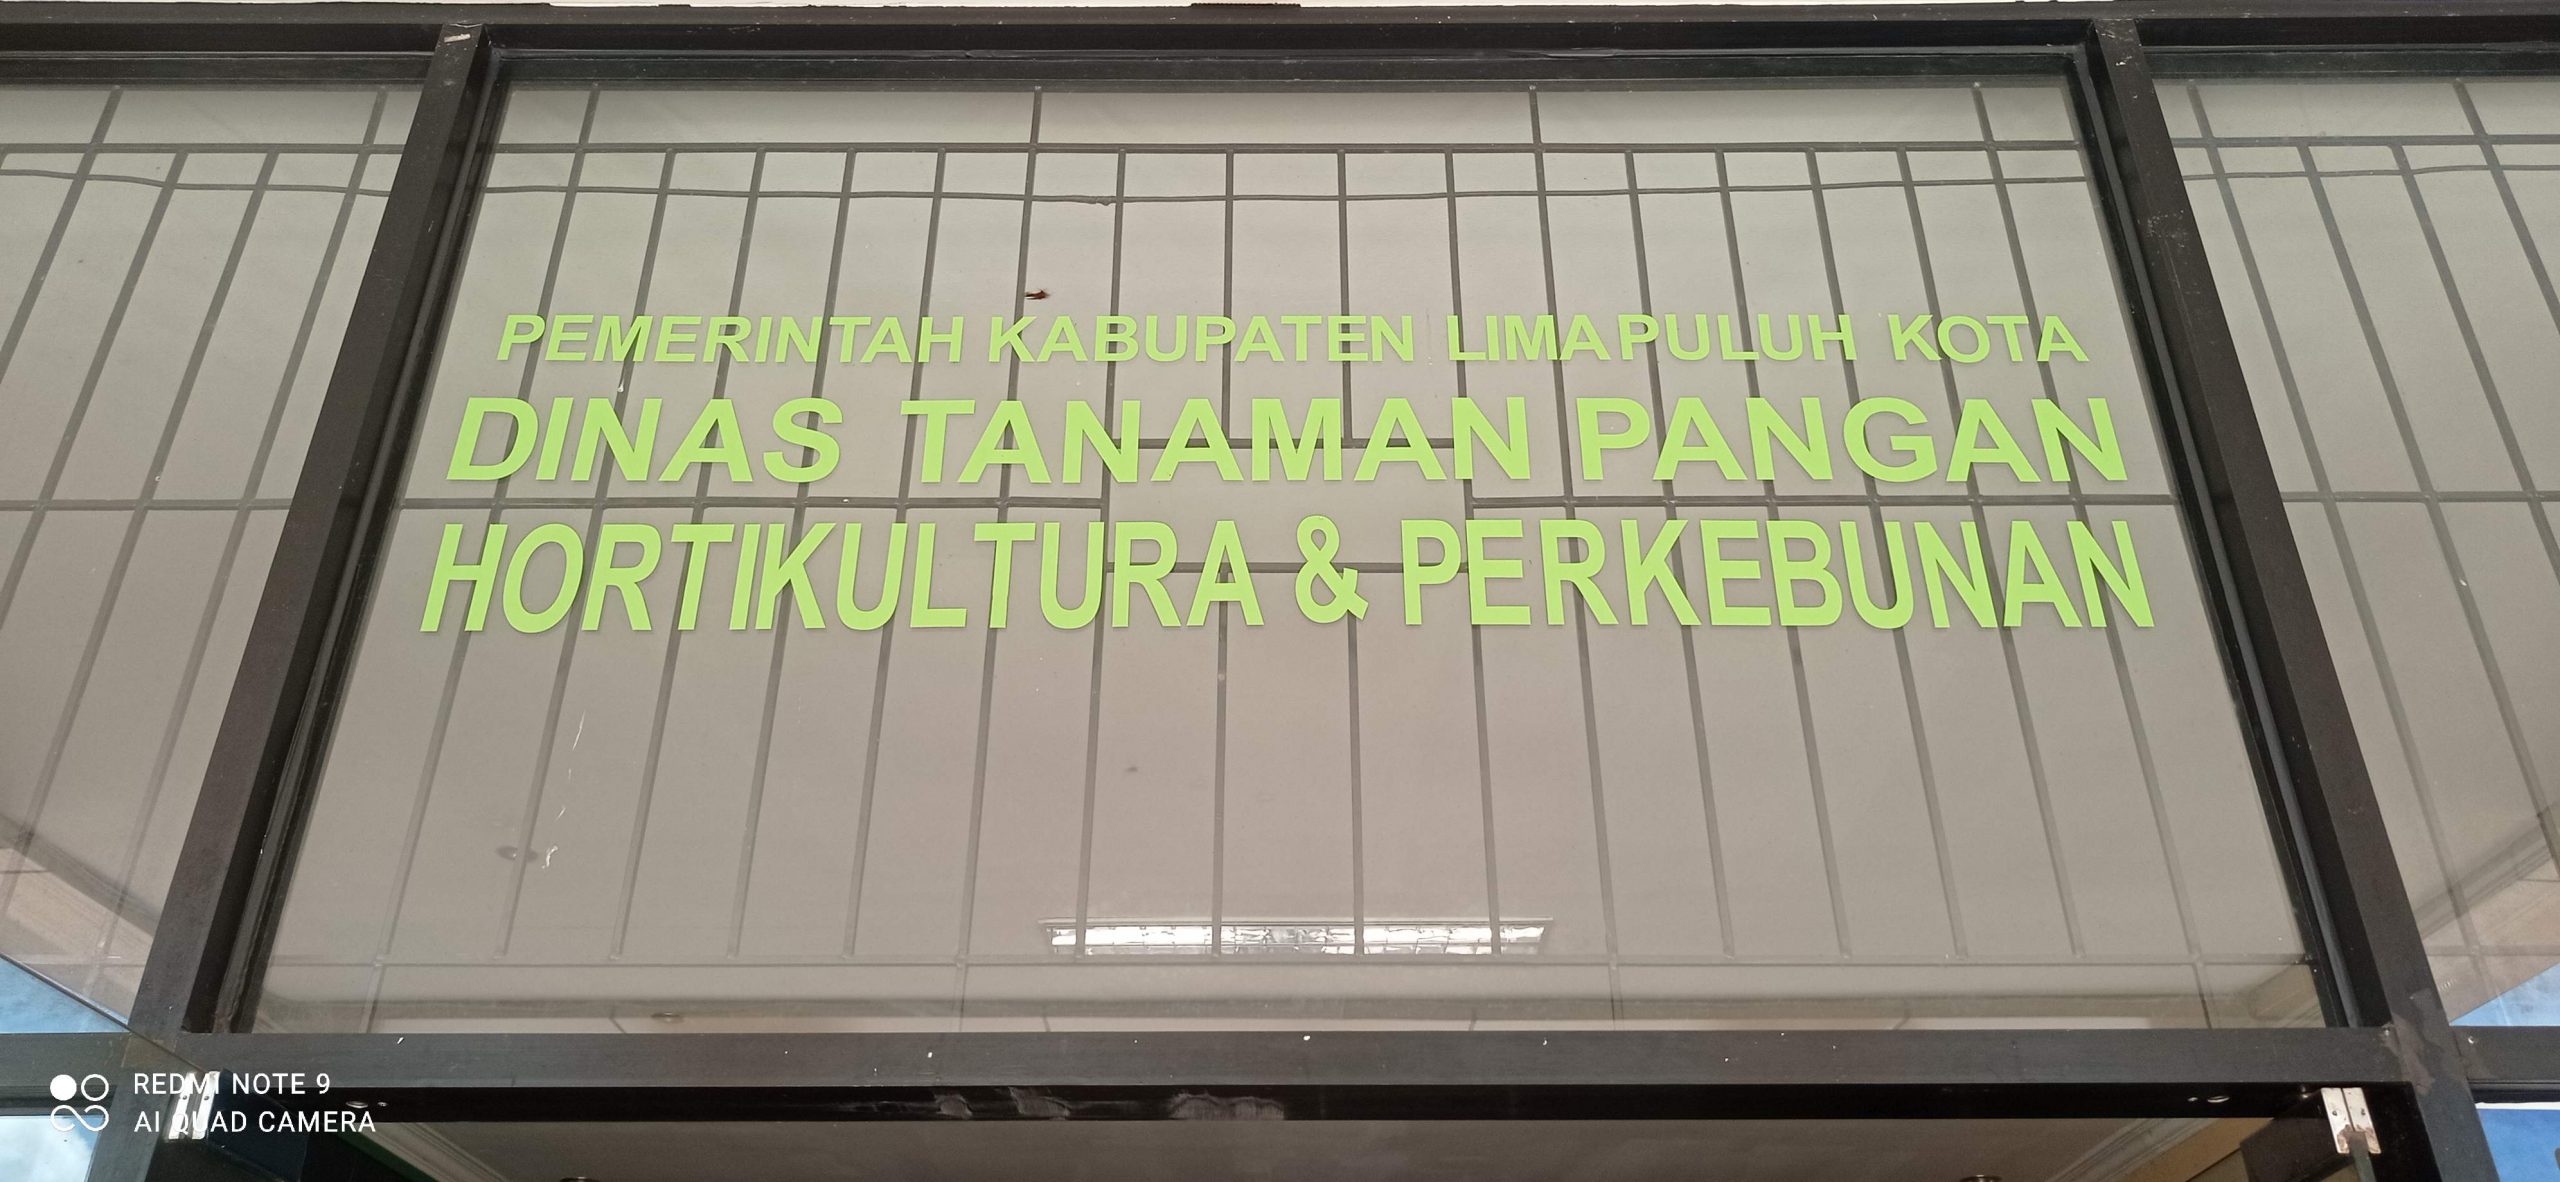 PEMERINTAH KABUPATEN LIMAPULUH KOTA
DINAS TANAMAN PANGAN
HORTIKULTURA & PERKEBUNAN
REDMI NOTE 9
AI QUAD CAMERA